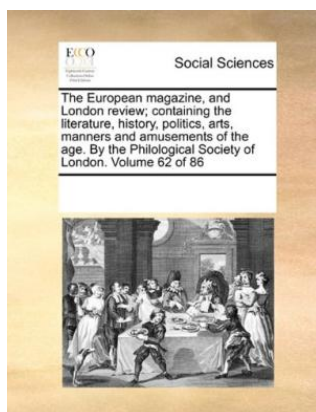 ECCO
Social Sciences
The European magazine, and
London review; containing the
literature, history, politics, arts,
manners and amusements of the
age. By the Philological Society of
London. Volume 62 of 86